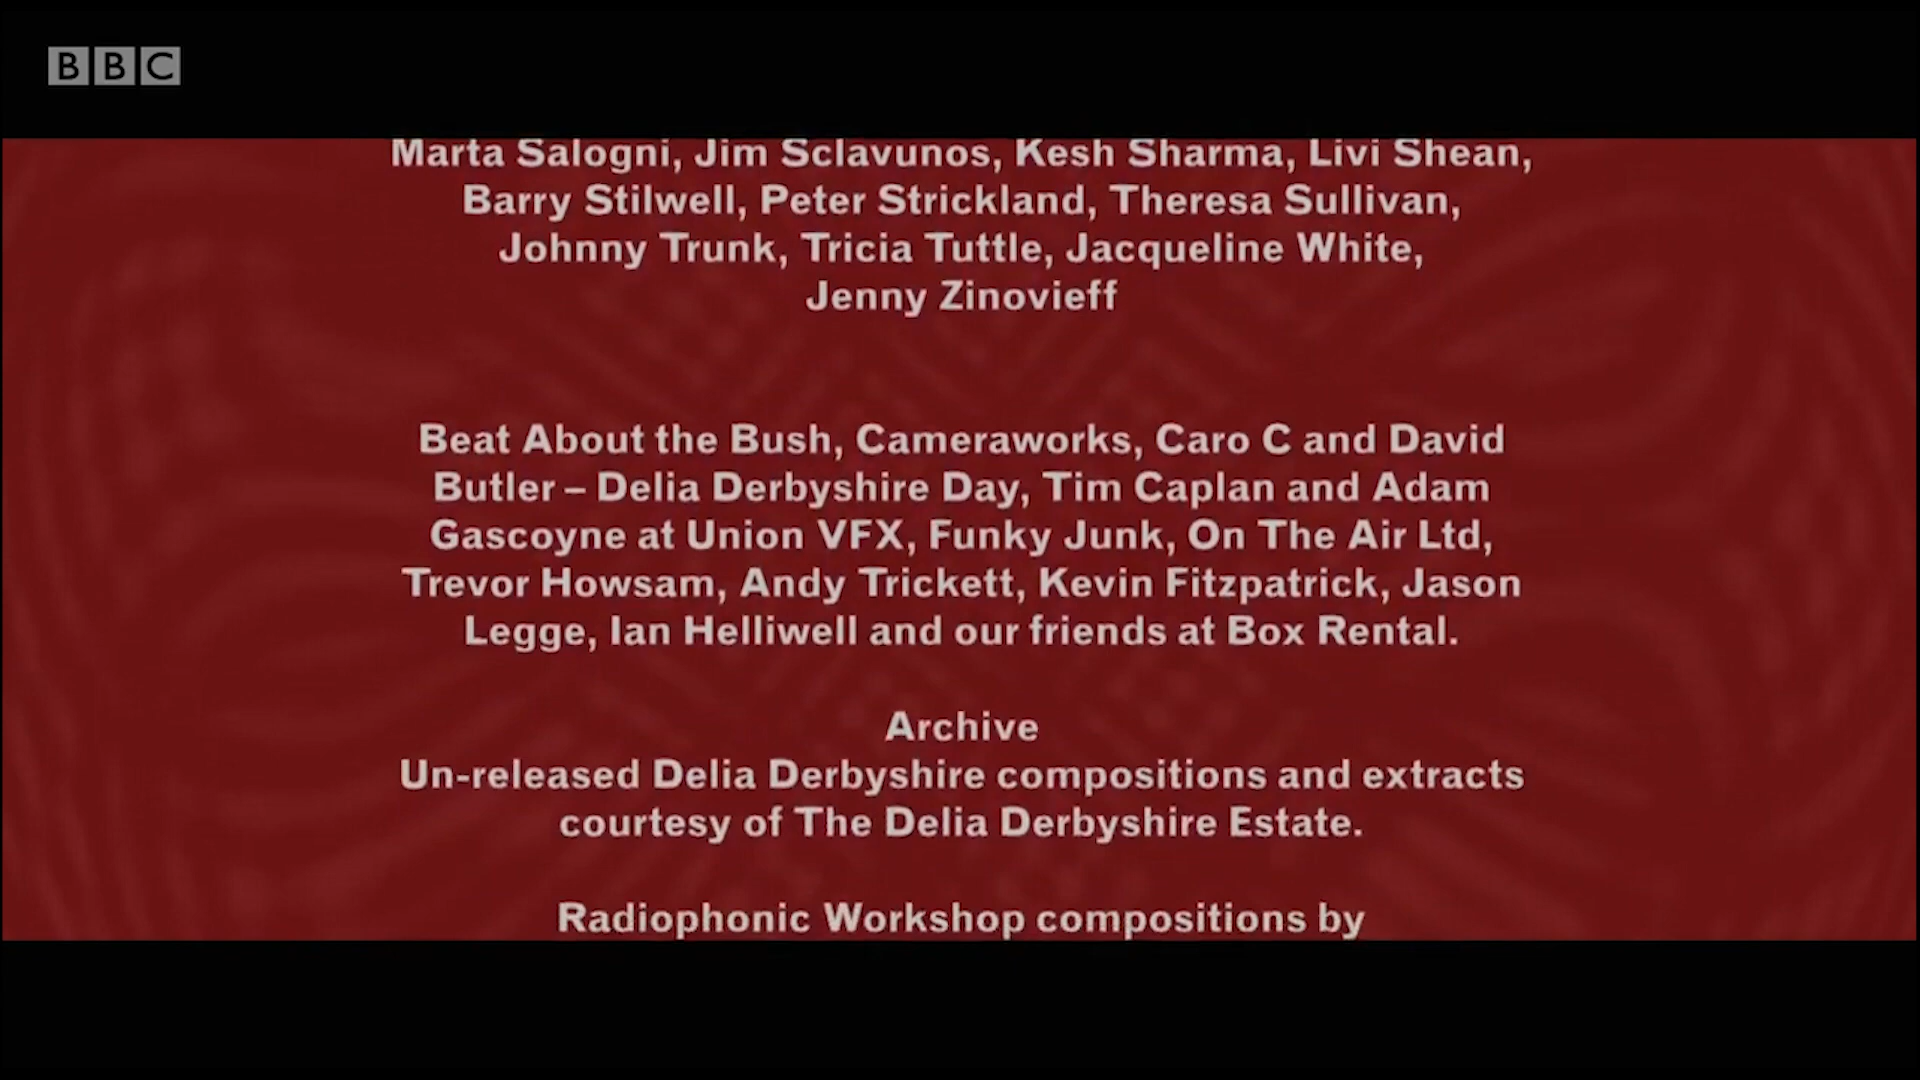 BBC
Marta Salogni, Jim Sclavunos, Kesh Sharma, Livi Shean,
Barry Stilwell, Peter Strickland, Theresa Sullivan,
Johnny Trunk, Tricia Tuttle, Jacqueline White,
Jenny Zinovieff
Beat About the Bush, Cameraworks, Caro C and David
Butler – Delia Derbyshire Day, Tim Caplan and Adam
Gascoyne at Union VFX, Funky Junk, On The Air Ltd,
Trevor Howsam, Andy Trickett, Kevin Fitzpatrick, Jason
Legge, Ian Helliwell and our friends at Box Rental.
Archive
Un-released Delia Derbyshire compositions and extracts
courtesy of The Delia Derbyshire Estate.
Radiophonic Workshop compositions by